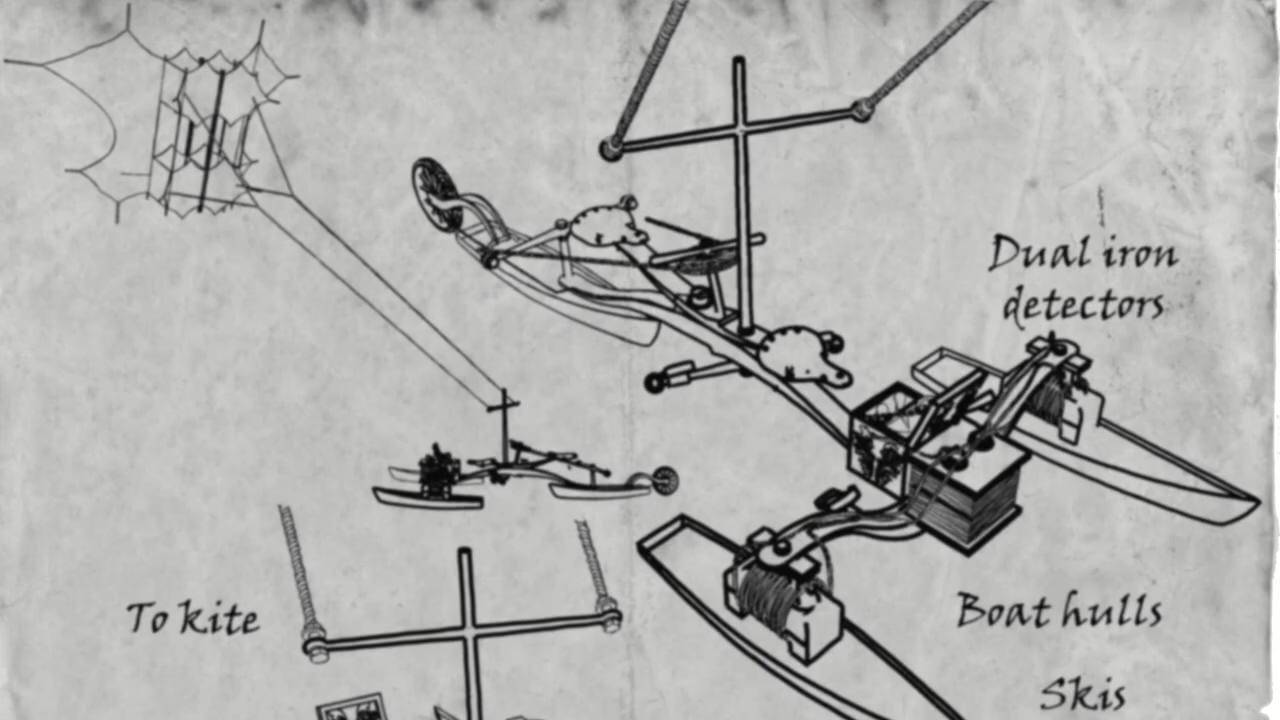 Dual iron
detectors
To kite
Boat hulls
Skis